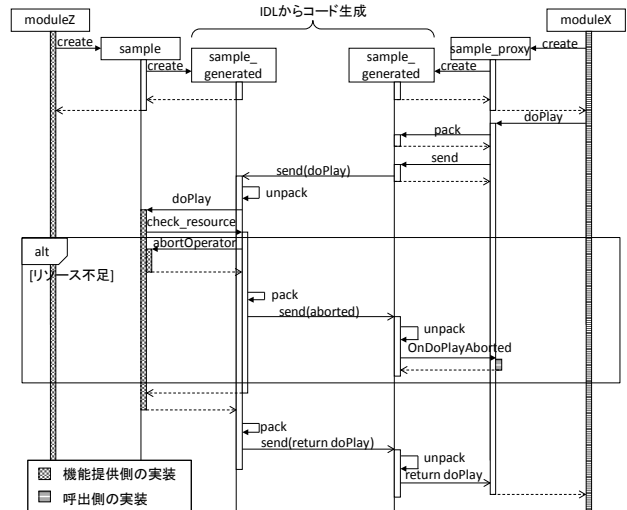 IDLからコード生成
moduleZ
moduleX
create
sample
sample_
generated
sample_
generated
sample_proxy
create
create
create
doPlay
pack
send
send(doPlay)
unpack
doPlay
check_resource
alt
abortOperator
[リソース不足]
pack
send(aborted)
unpack
OnDoPlayAborted
pack
send(return doPlay)
unpack
return doPlay
機能提供側の実装
呼出側の実装